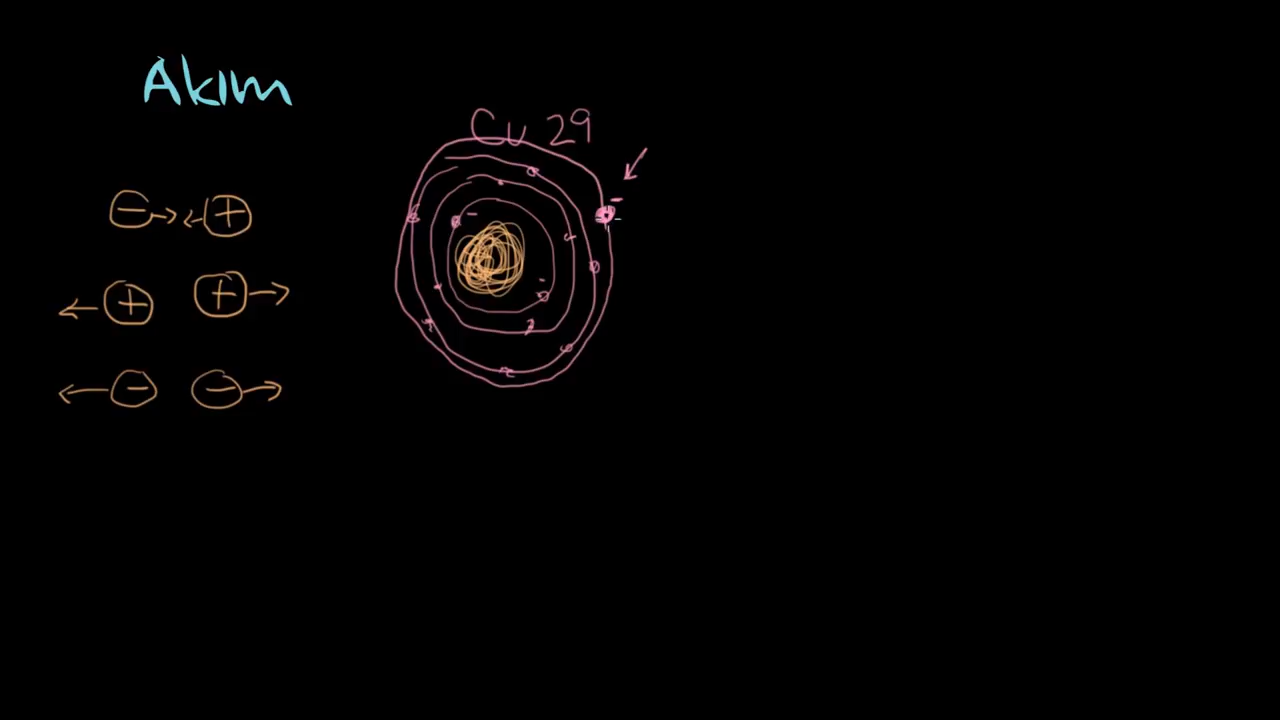 Akım
Cu 29
- +
+ +
- -